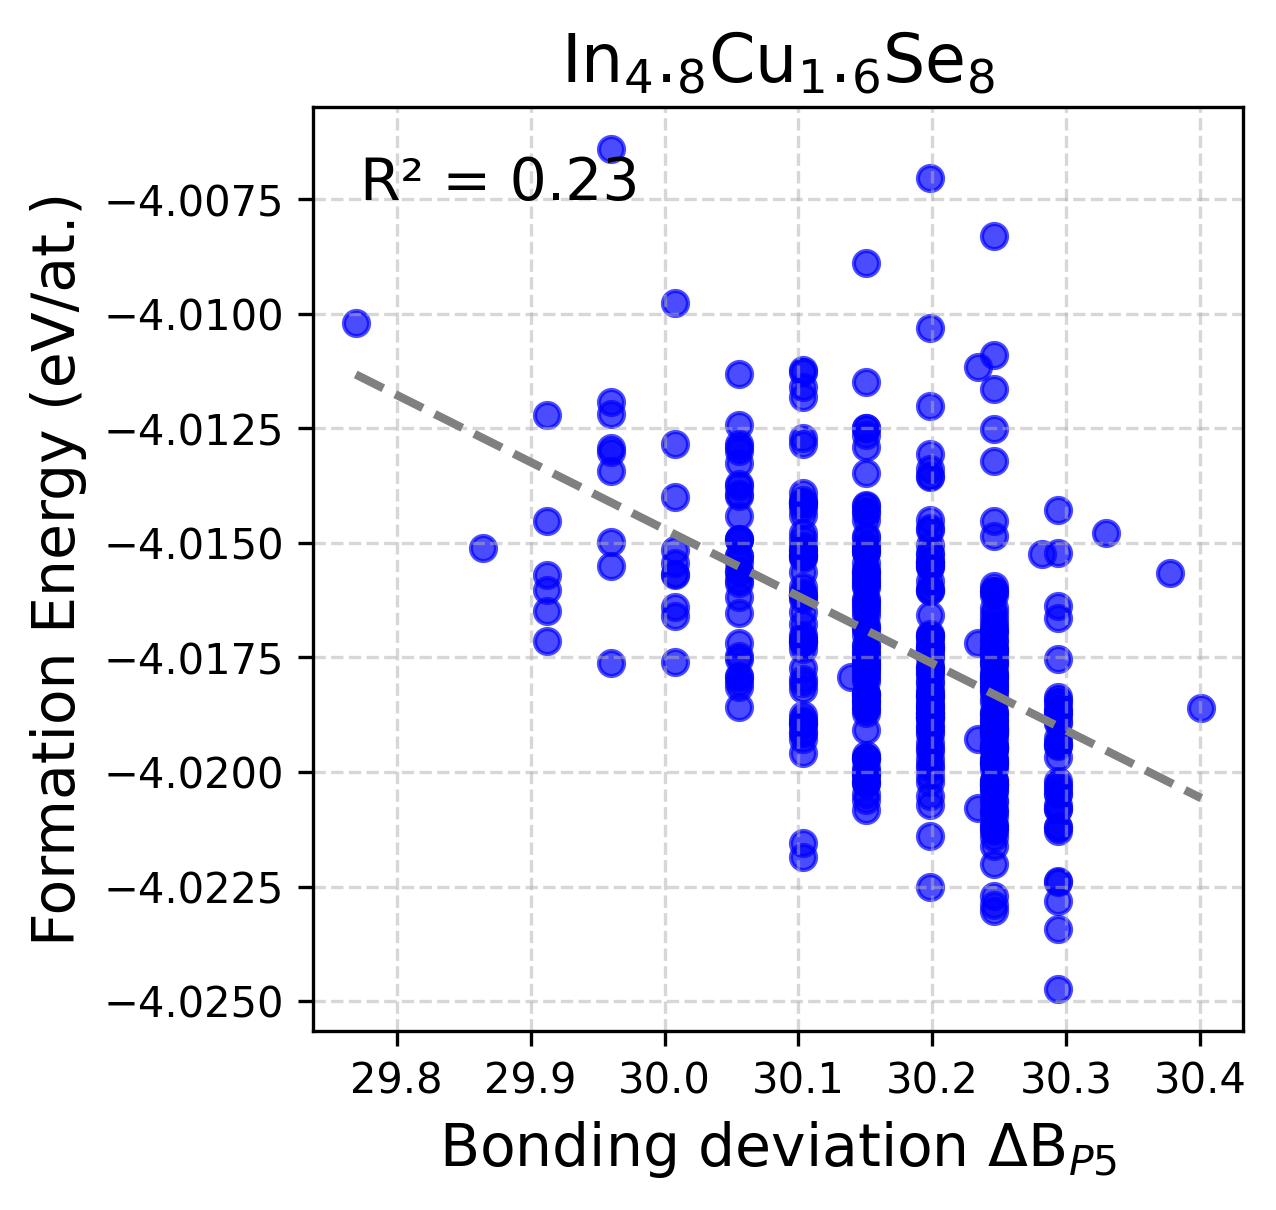 In₄.₈Cu₁.₆Se₈
R² = 0.23
Formation Energy (eV/at.)
−4.0075
−4.0100
−4.0125
−4.0150
−4.0175
−4.0200
−4.0225
−4.0250
29.8 29.9 30.0 30.1 30.2 30.3 30.4
Bonding deviation ΔB_P5